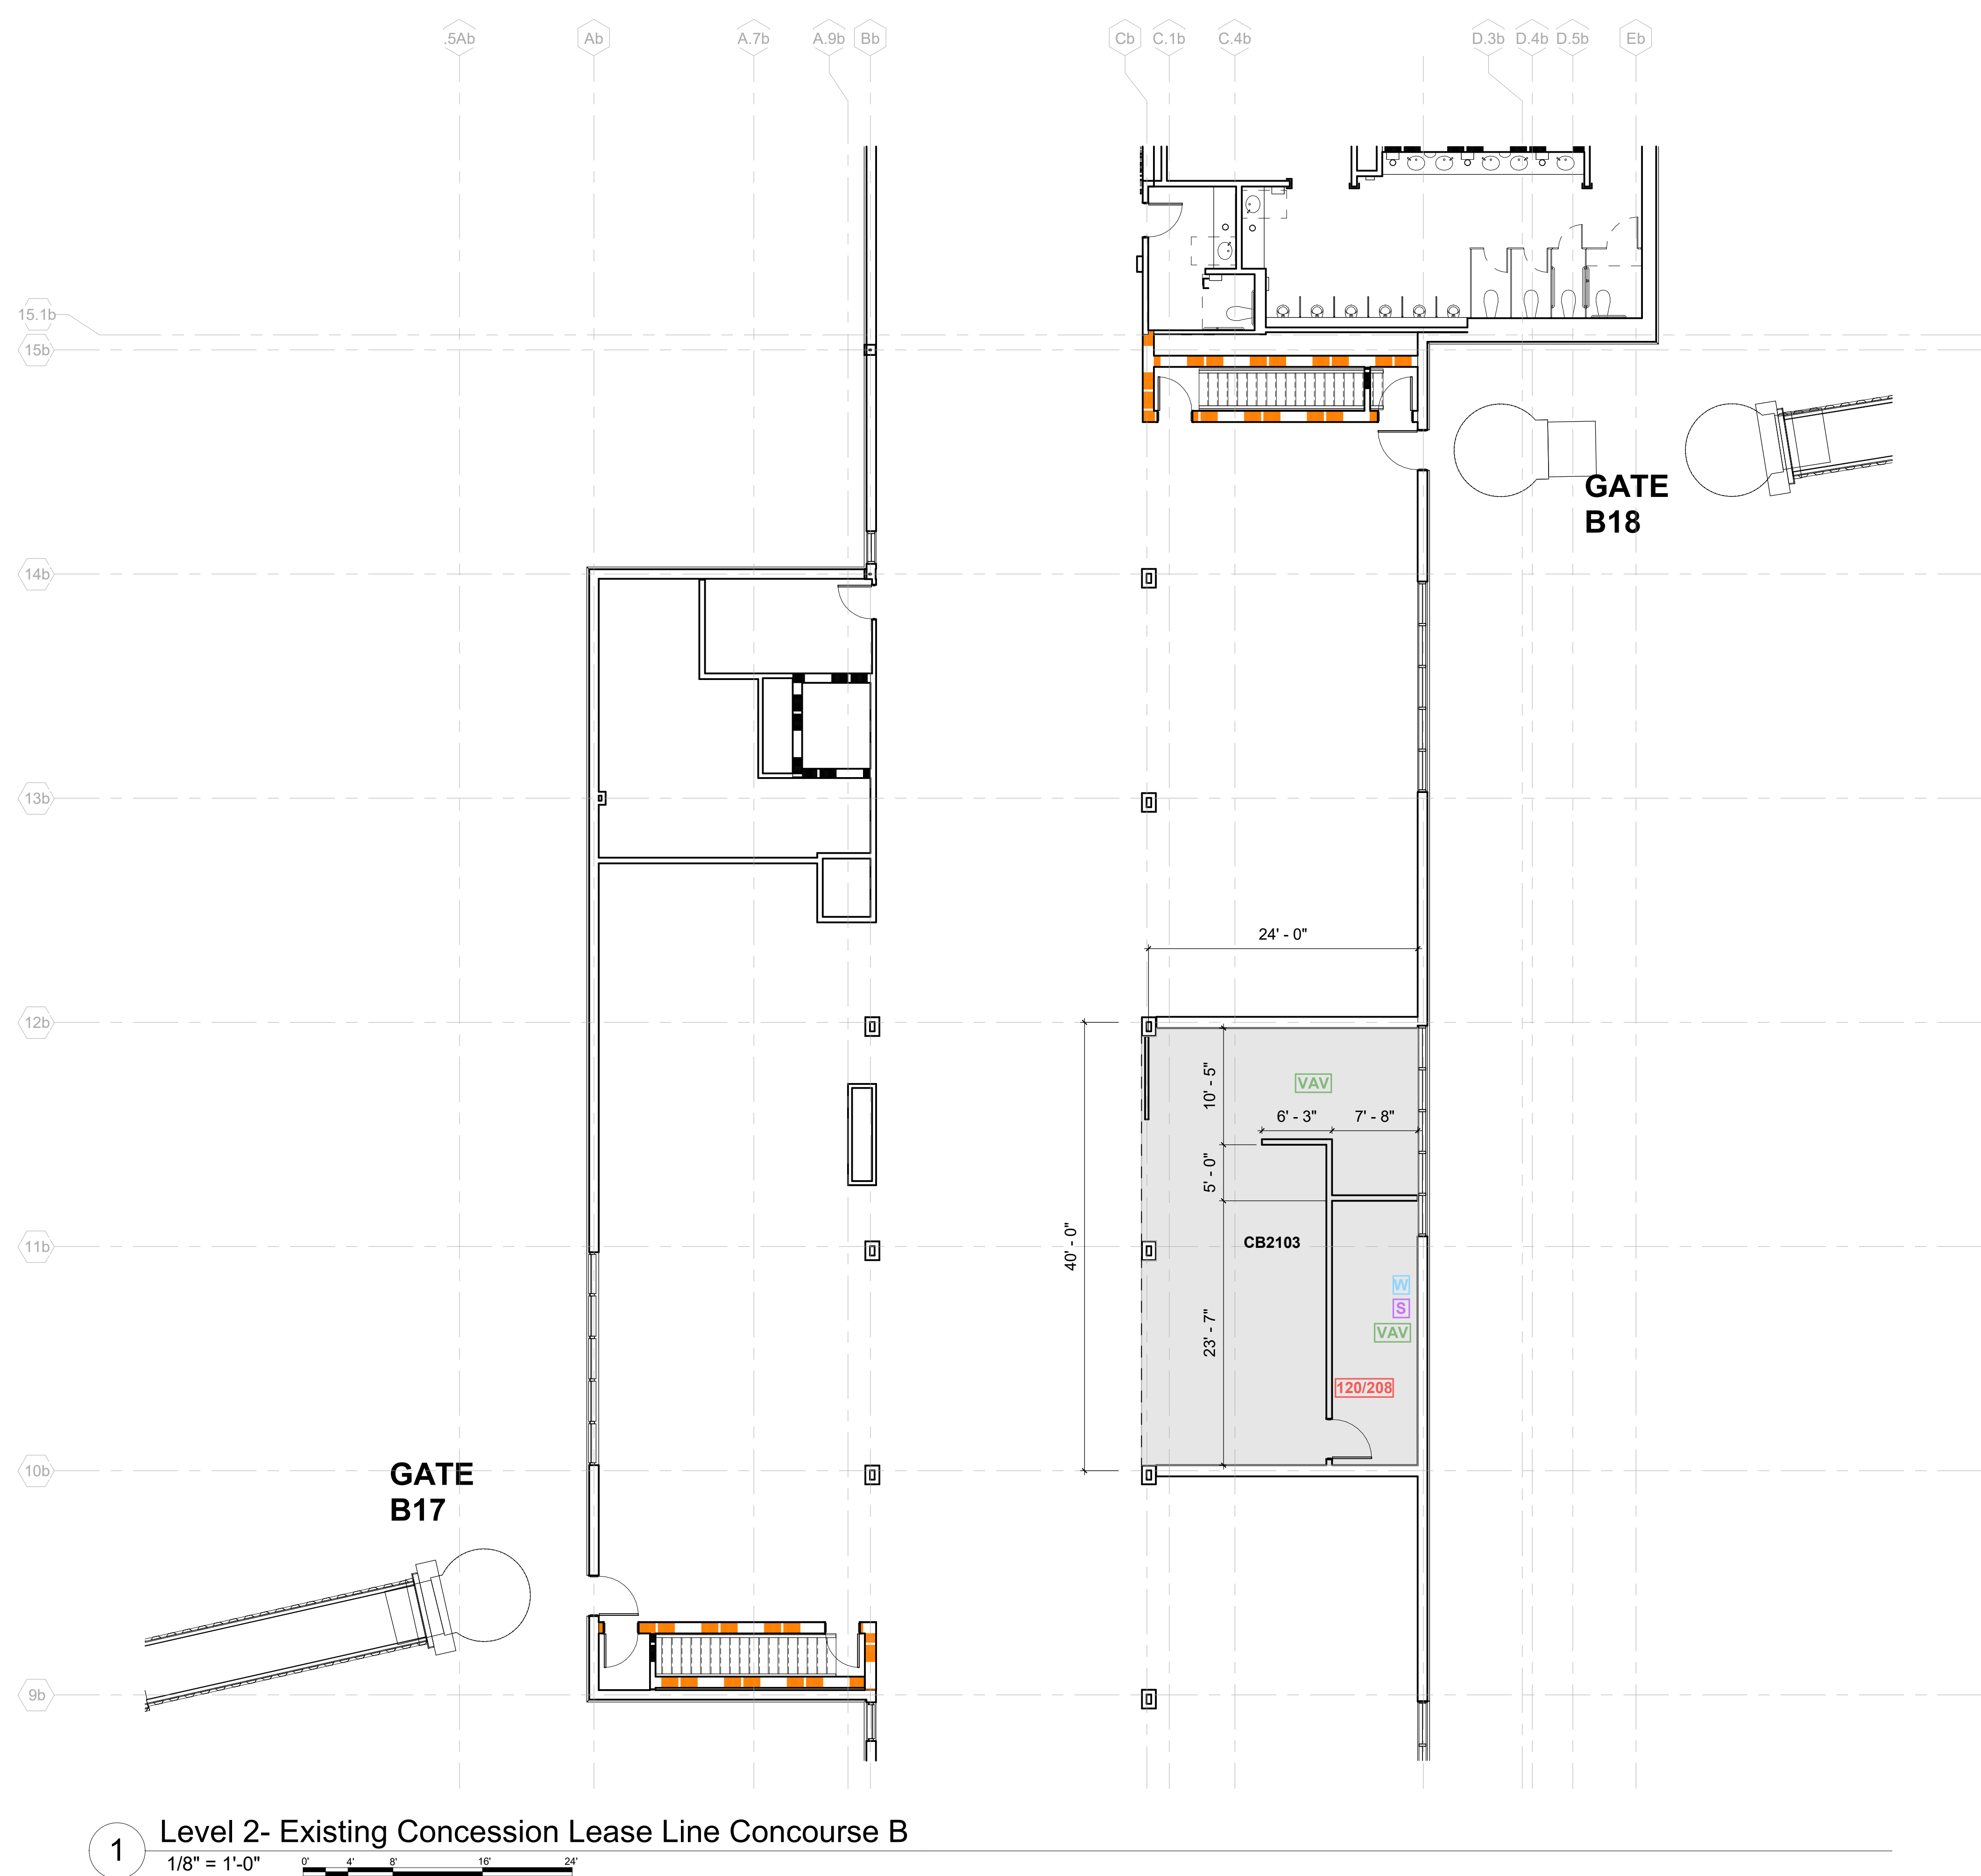 .5Ab
Ab
A.7b
A.9b
Bb
Cb
C.1b
C.4b
D.3b
D.4b
D.5b
Eb
15.1b
15b
GATE
B18
14b
13b
24' - 0"
12b
10' - 5"
VAV
6' - 3"
7' - 8"
5' - 0"
40' - 0"
CB2103
11b
W
S
VAV
23' - 7"
120/208
10b
GATE
B17
9b
1
Level 2- Existing Concession Lease Line Concourse B
1/8" = 1'-0"
0'
4'
8'
16'
24'